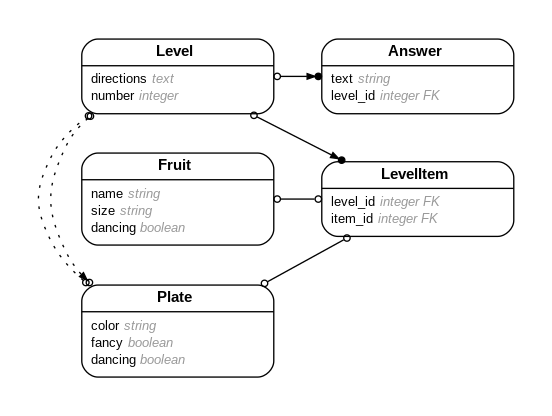 Level
directions text
number integer
Answer
text string
level_id integer FK
Fruit
name string
size string
dancing boolean
LevelItem
level_id integer FK
item_id integer FK
Plate
color string
fancy boolean
dancing boolean